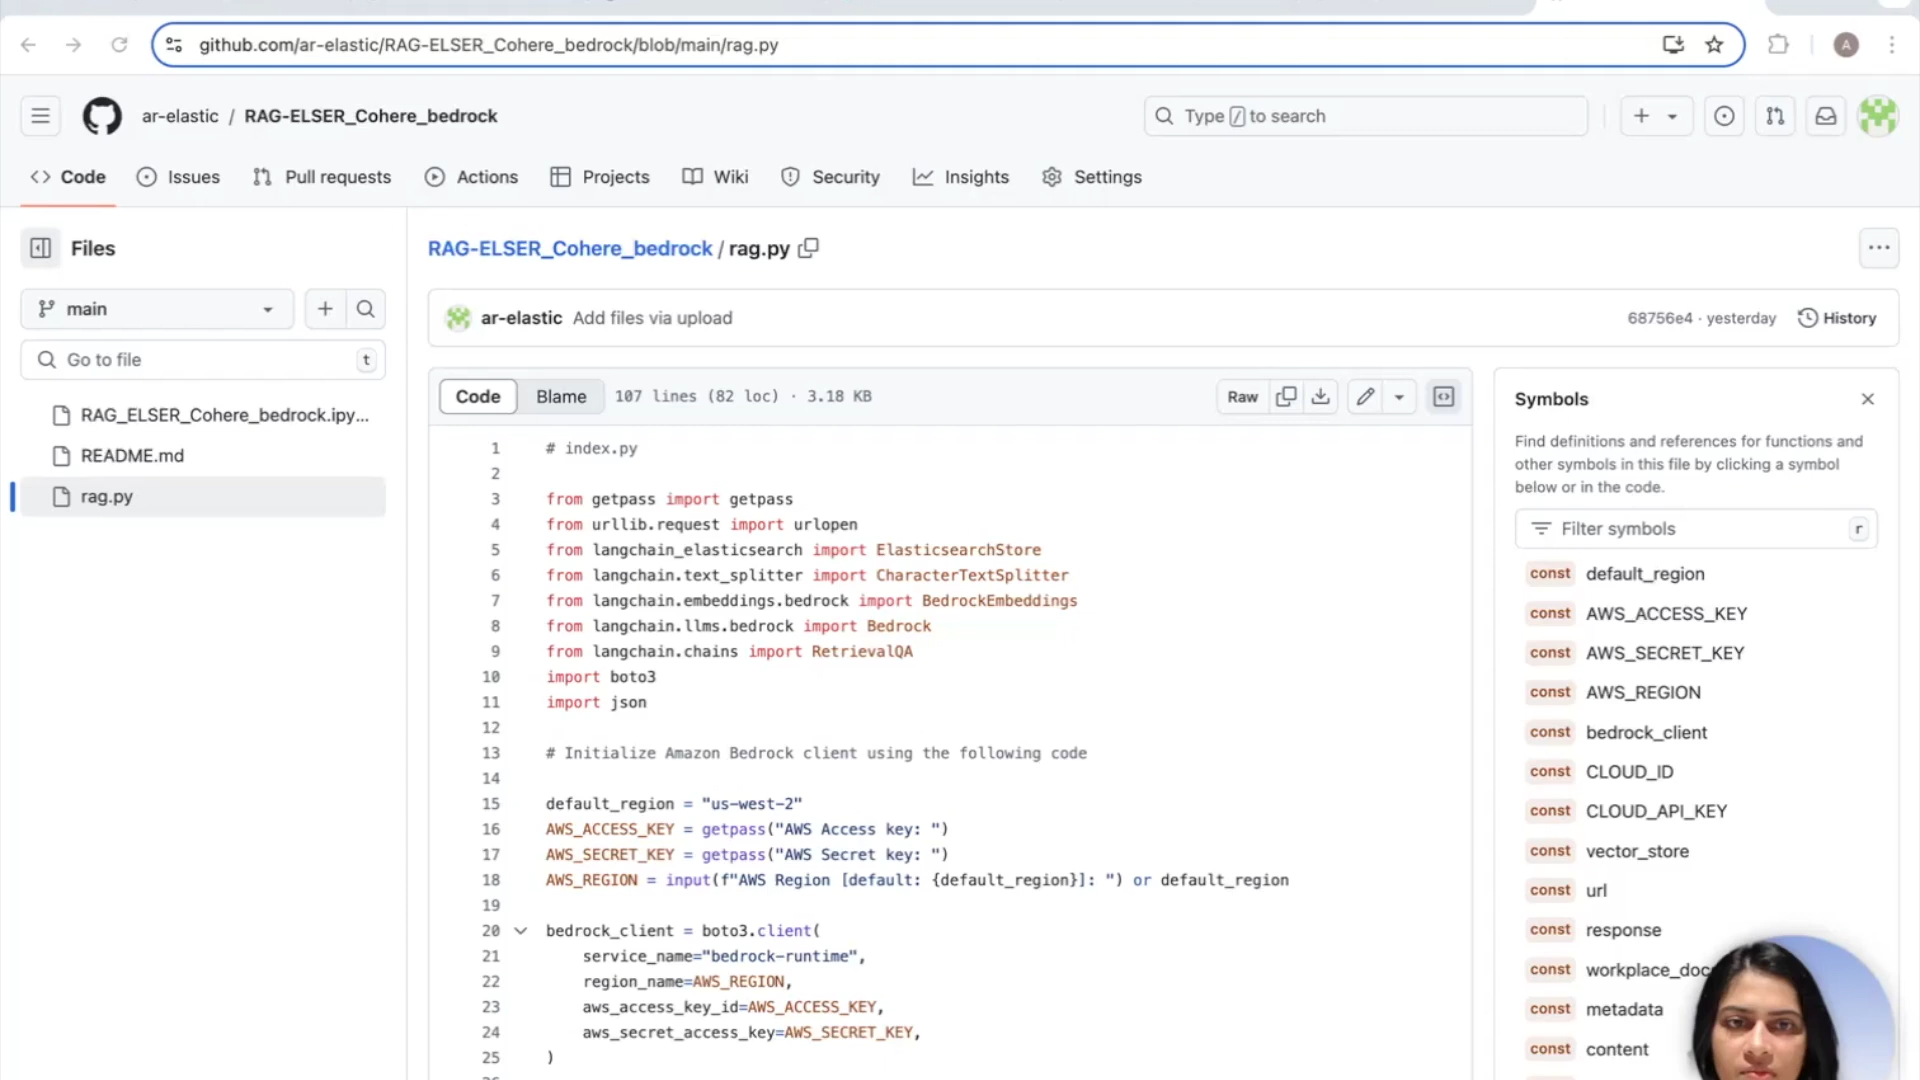 github.com/ar-elastic/RAG-ELSER_Cohere_bedrock/blob/main/rag.py
A
ar-elastic / RAG-ELSER_Cohere_bedrock
Type / to search
Code
Issues
Pull requests
Actions
Projects
Wiki
Security
Insights
Settings
Files
main
Go to file
t
RAG_ELSER_Cohere_bedrock.ipy...
README.md
rag.py
RAG-ELSER_Cohere_bedrock / rag.py
ar-elastic Add files via upload
68756e4 · yesterday
History
Code
Blame
107 lines (82 loc) · 3.18 KB
Raw
1 # index.py
2
3 from getpass import getpass
4 from urllib.request import urlopen
5 from langchain_elasticsearch import ElasticsearchStore
6 from langchain.text_splitter import CharacterTextSplitter
7 from langchain.embeddings.bedrock import BedrockEmbeddings
8 from langchain.llms.bedrock import Bedrock
9 from langchain.chains import RetrievalQA
10 import boto3
11 import json
12
13 # Initialize Amazon Bedrock client using the following code
14
15 default_region = "us-west-2"
16 AWS_ACCESS_KEY = getpass("AWS Access key: ")
17 AWS_SECRET_KEY = getpass("AWS Secret key: ")
18 AWS_REGION = input(f"AWS Region [default: {default_region}]: ") or default_region
19
20 bedrock_client = boto3.client(
21 service_name="bedrock-runtime",
22 region_name=AWS_REGION,
23 aws_access_key_id=AWS_ACCESS_KEY,
24 aws_secret_access_key=AWS_SECRET_KEY,
25 )
Symbols
Find definitions and references for functions and
other symbols in this file by clicking a symbol
below or in the code.
Filter symbols
r
const default_region
const AWS_ACCESS_KEY
const AWS_SECRET_KEY
const AWS_REGION
const bedrock_client
const CLOUD_ID
const CLOUD_API_KEY
const vector_store
const url
const response
const workplace_doc
const metadata
const content